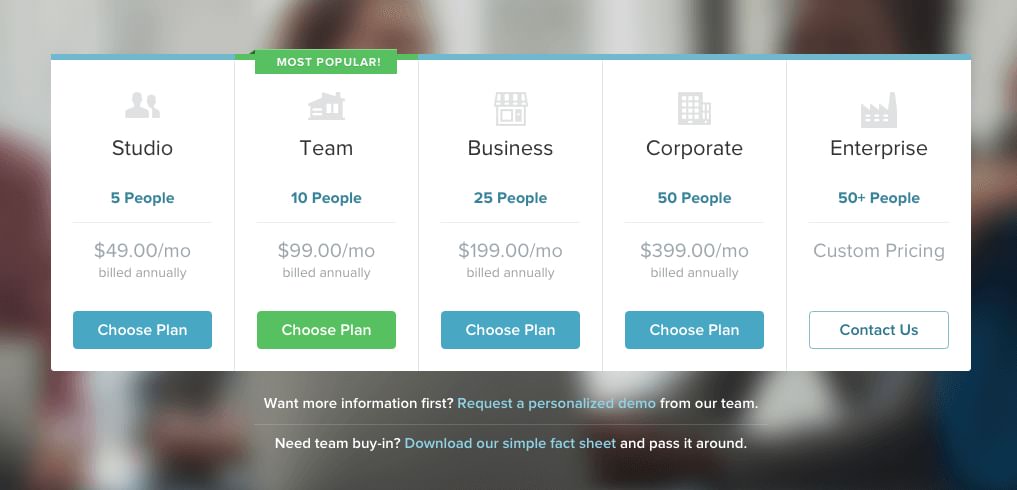 MOST POPULAR!
Studio
5 People
$49.00/mo
billed annually
Choose Plan
Team
10 People
$99.00/mo
billed annually
Choose Plan
Business
25 People
$199.00/mo
billed annually
Choose Plan
Corporate
50 People
$399.00/mo
billed annually
Choose Plan
Enterprise
50+ People
Custom Pricing
Contact Us
Want more information first? Request a personalized demo from our team.
Need team buy-in? Download our simple fact sheet and pass it around.